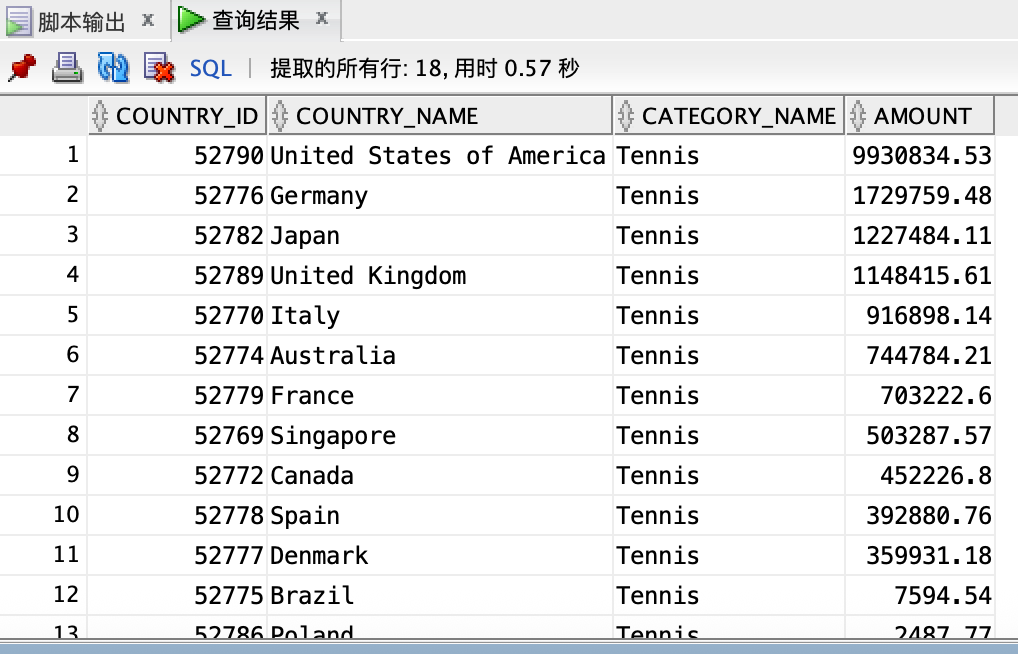 脚本输出 x 查询结果 x
SQL | 提取的所有行: 18, 用时 0.57 秒
COUNTRY_ID COUNTRY_NAME CATEGORY_NAME AMOUNT
1 52790 United States of America Tennis 9930834.53
2 52776 Germany Tennis 1729759.48
3 52782 Japan Tennis 1227484.11
4 52789 United Kingdom Tennis 1148415.61
5 52770 Italy Tennis 916898.14
6 52774 Australia Tennis 744784.21
7 52779 France Tennis 703222.6
8 52769 Singapore Tennis 503287.57
9 52772 Canada Tennis 452226.8
10 52778 Spain Tennis 392880.76
11 52777 Denmark Tennis 359931.18
12 52775 Brazil Tennis 7594.54
13 52786 Poland Tennis 2487.77